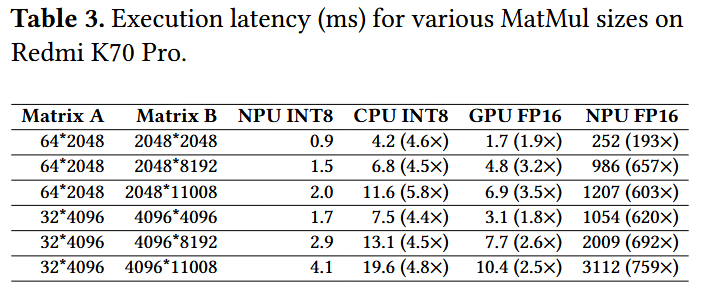 Table 3. Execution latency (ms) for various MatMul sizes on
Redmi K70 Pro.
Matrix A Matrix B NPU INT8 CPU INT8 GPU FP16 NPU FP16
64*2048 2048*2048 0.9 4.2 (4.6×) 1.7 (1.9×) 252 (193×)
64*2048 2048*8192 1.5 6.8 (4.5×) 4.8 (3.2×) 986 (657×)
64*2048 2048*11008 2.0 11.6 (5.8×) 6.9 (3.5×) 1207 (603×)
32*4096 4096*4096 1.7 7.5 (4.4×) 3.1 (1.8×) 1054 (620×)
32*4096 4096*8192 2.9 13.1 (4.5×) 7.7 (2.6×) 2009 (692×)
32*4096 4096*11008 4.1 19.6 (4.8×) 10.4 (2.5×) 3112 (759×)